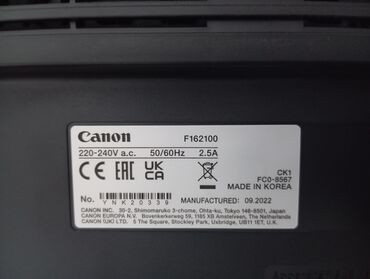 Canon F162100
220-240V a.c. 50/60Hz 2.5A
CE EAC UK CA
CK1
FC0-8567
MADE IN KOREA
No. YNK20339 MANUFACTURED: 09.2022
CANON INC. 30-2, Shimomaruko 3-chome, Ohta-ku, Tokyo 146-8501, Japan
CANON EUROPA N.V. Bovenkerkerweg 59, 1185 XB Amstelveen, The Netherlands
CANON (UK) LTD. 5 The Square, Stockley Park, Uxbridge, UB11 1ET, U.K.